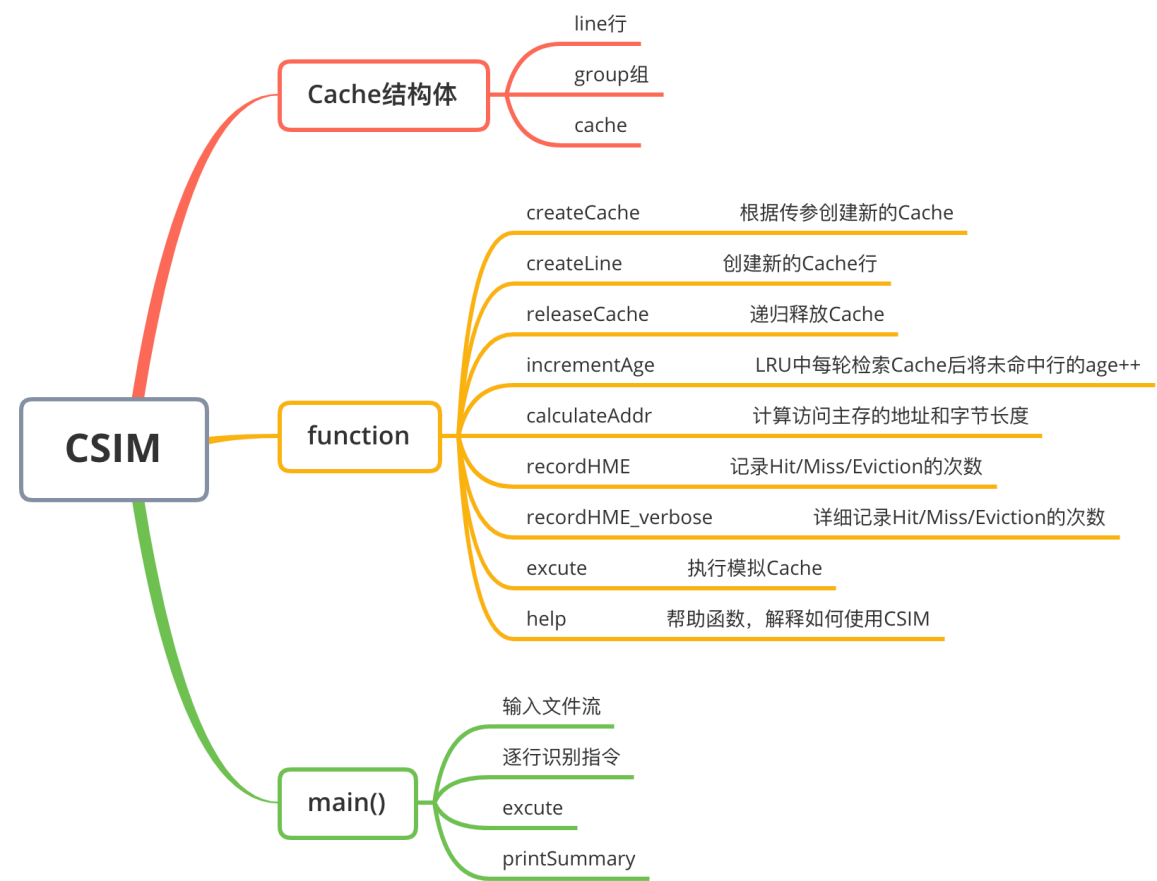 CSIM
Cache结构体
line行
group组
cache
function
createCache 根据传参创建新的Cache
createLine 创建新的Cache行
releaseCache 递归释放Cache
incrementAge LRU中每轮检索Cache后将未命中行的age++
calculateAddr 计算访问主存的地址和字节长度
recordHME 记录Hit/Miss/Eviction的次数
recordHME_verbose 详细记录Hit/Miss/Eviction的次数
excute 执行模拟Cache
help 帮助函数，解释如何使用CSIM
main()
输入文件流
逐行识别指令
excute
printSummary